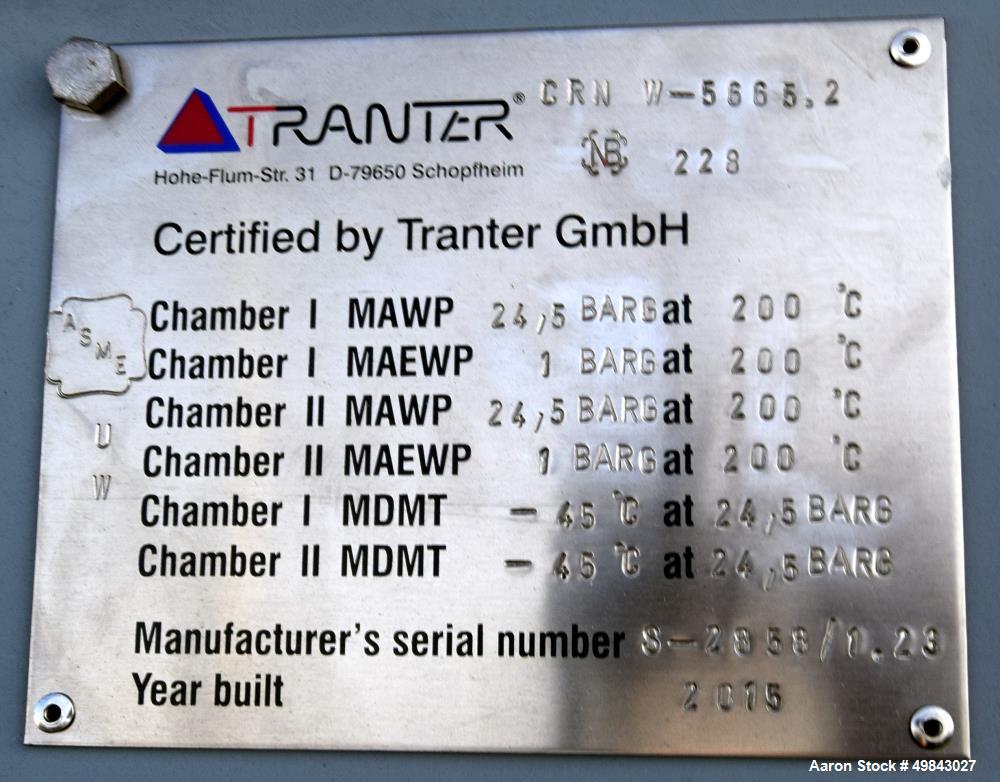 TRANTER® CRN W-5665.2
NB 228
Hohe-Flum-Str. 31 D-79650 Schopfheim
Certified by Tranter GmbH
ASME
U
W
Chamber I MAWP 24,5 BARG at 200 °C
Chamber I MAEWP 1 BARG at 200 °C
Chamber II MAWP 24,5 BARG at 200 °C
Chamber II MAEWP 1 BARG at 200 °C
Chamber I MDMT - 45 °C at 24,5 BARG
Chamber II MDMT - 45 °C at 24,5 BARG
Manufacturer's serial number
Year built 2015
Aaron Stock # 49843027